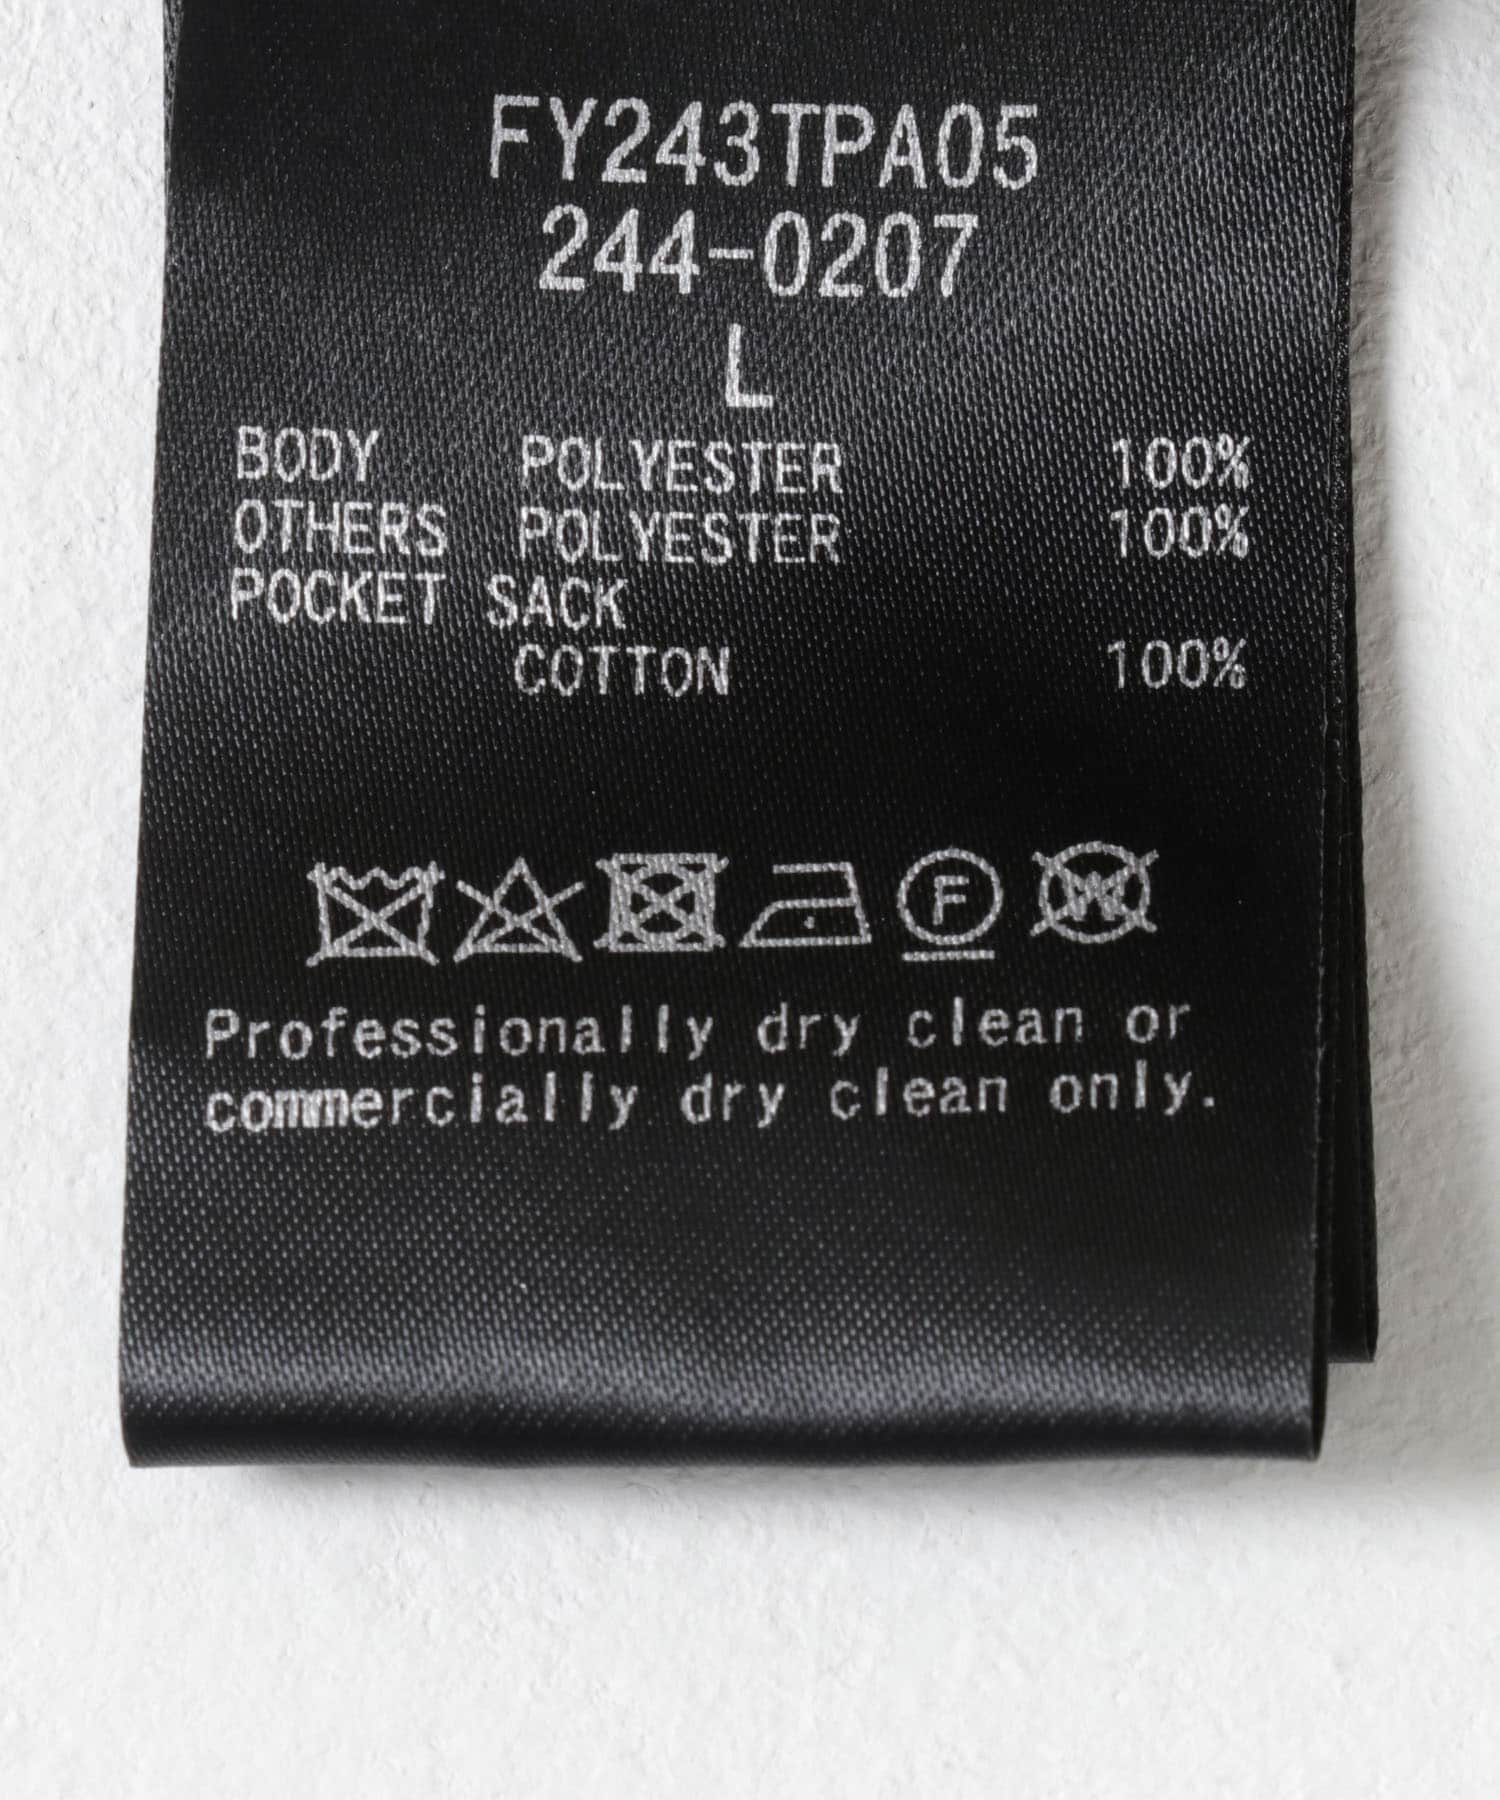 FY243TPA05
244-0207
L
BODY POLYESTER 100%
OTHERS POLYESTER 100%
POCKET SACK
COTTON 100%
F W
Professionally dry clean or
commercially dry clean only.